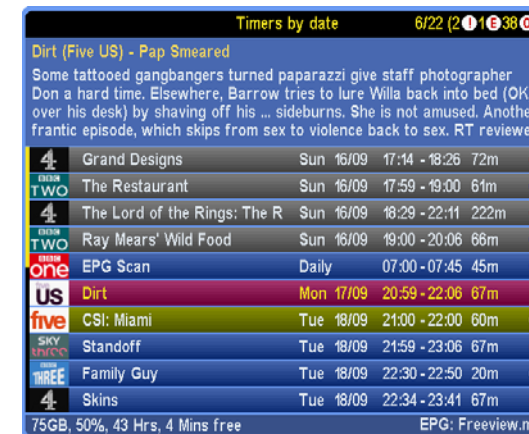 Timers by date 6/22 (2 ! 1 E 38
Dirt (Five US) - Pap Smeared
Some tattooed gangbangers turned paparazzi give staff photographer
Don a hard time. Elsewhere, Barrow tries to lure Willa back into bed (OK
over his desk) by shaving off his ... sideburns. She is not amused. Anothe
frantic episode, which skips from sex to violence back to sex. RT reviewe
4 Grand Designs Sun 16/09 17:14 - 18:26 72m
BBC TWO The Restaurant Sun 16/09 17:59 - 19:00 61m
4 The Lord of the Rings: The R Sun 16/09 18:29 - 22:11 222m
BBC TWO Ray Mears' Wild Food Sun 16/09 19:00 - 20:06 66m
BBC one EPG Scan Daily 07:00 - 07:45 45m
US Dirt Mon 17/09 20:59 - 22:06 67m
five CSI: Miami Tue 18/09 21:00 - 22:00 60m
SKY three Standoff Tue 18/09 21:59 - 23:06 67m
BBC THREE Family Guy Tue 18/09 22:30 - 22:50 20m
4 Skins Tue 18/09 22:34 - 23:41 67m
75GB, 50%, 43 Hrs, 4 Mins free EPG: Freeview.n